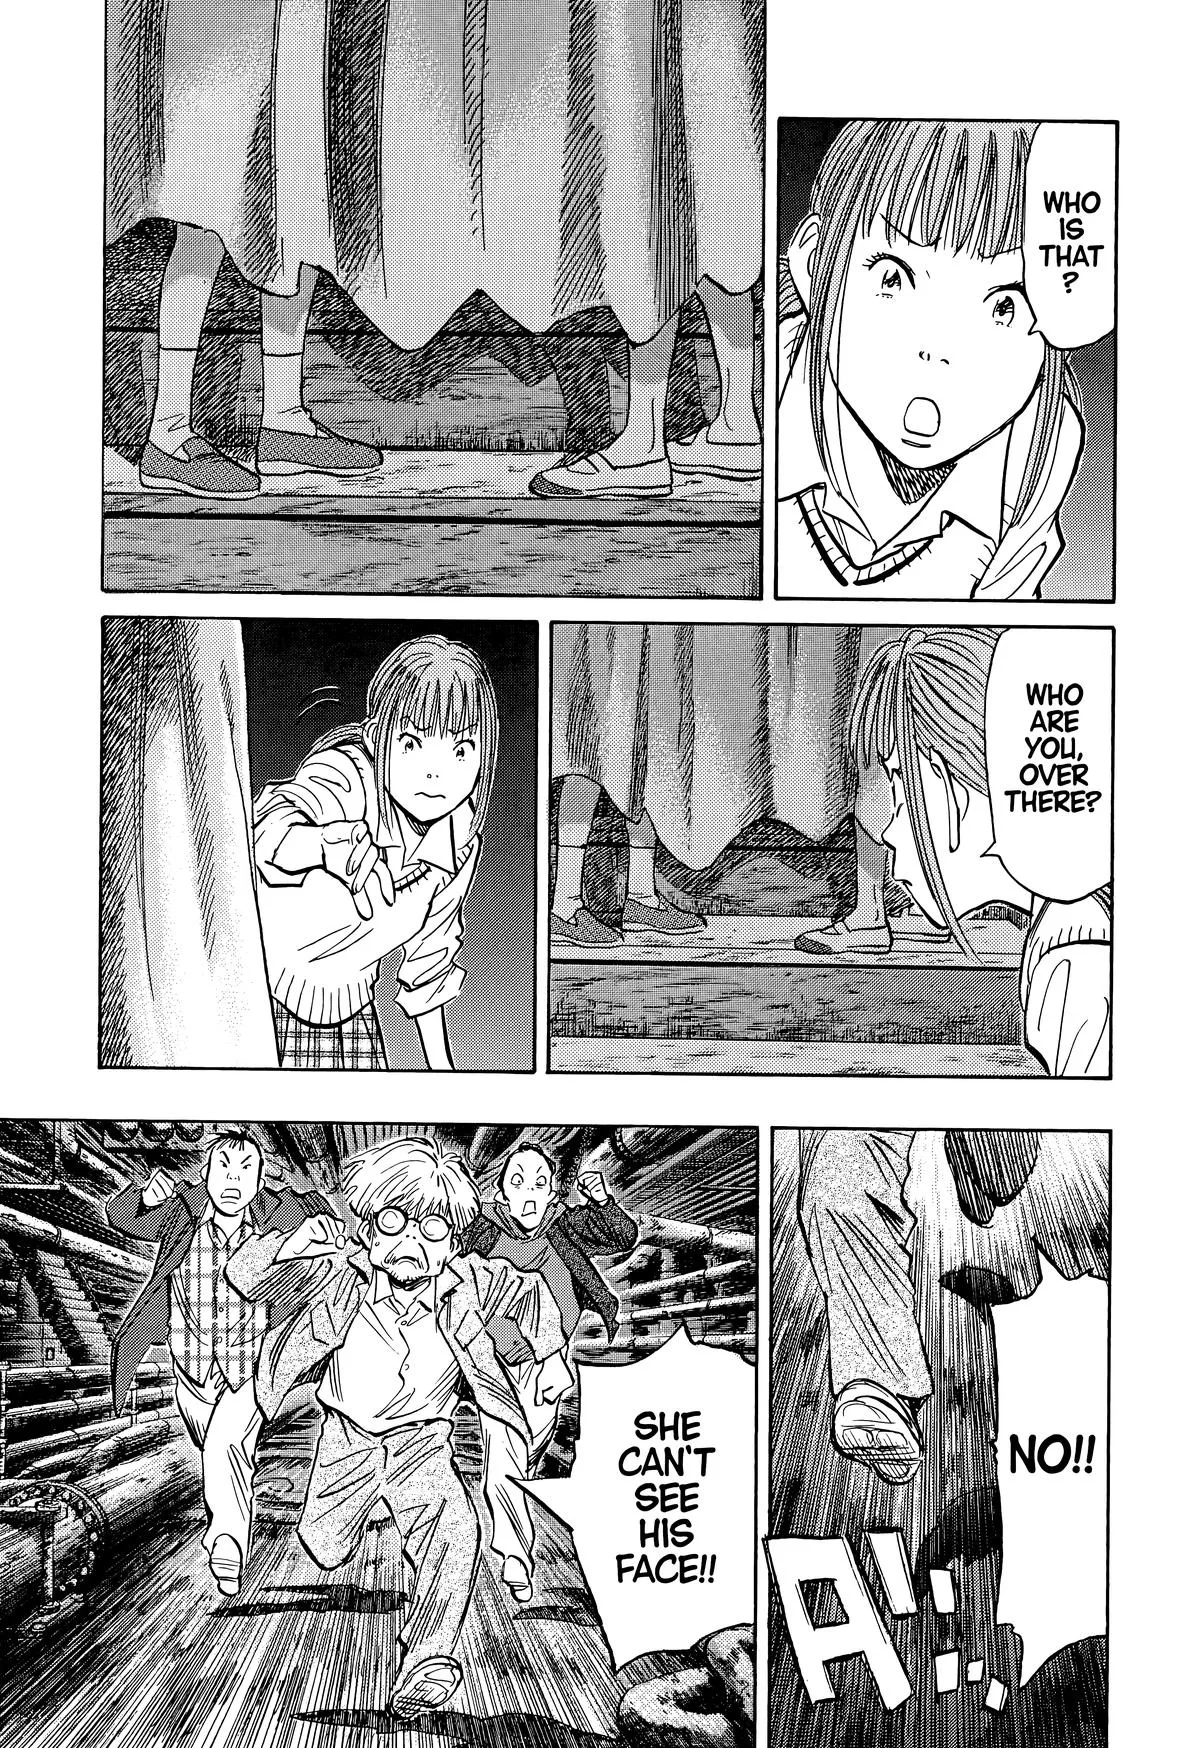 WHO
IS
THAT
?
WHO
ARE
YOU,
OVER
THERE?
NO!!
SHE
CAN'T
SEE
HIS
FACE!!